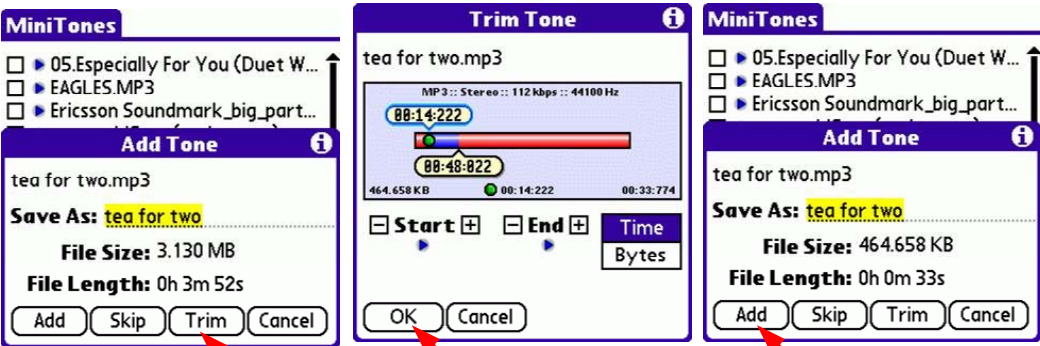 MiniTones
05.Especially For You (Duet W...
EAGLES.MP3
Ericsson Soundmark_big_part...
Add Tone
tea for two.mp3
Save As: tea for two
File Size: 3.130 MB
File Length: 0h 3m 52s
Add Skip Trim Cancel
Trim Tone
tea for two.mp3
MP3 :: Stereo :: 112 kbps :: 44100 Hz
00:14:222
00:48:022
464.658 KB 00:14:222 00:33:774
Start End Time
Bytes
OK Cancel
MiniTones
05.Especially For You (Duet W...
EAGLES.MP3
Ericsson Soundmark_big_part...
Add Tone
tea for two.mp3
Save As: tea for two
File Size: 464.658 KB
File Length: 0h 0m 33s
Add Skip Trim Cancel